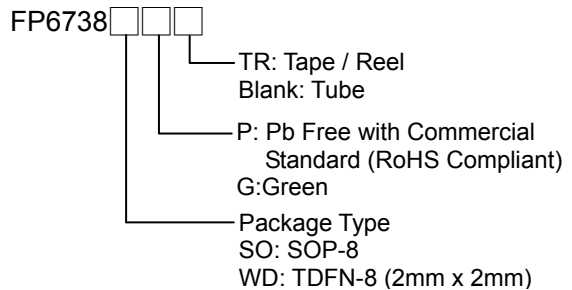 FP6738□□□
TR: Tape / Reel
Blank: Tube
P: Pb Free with Commercial
Standard (RoHS Compliant)
G:Green
Package Type
SO: SOP-8
WD: TDFN-8 (2mm x 2mm)